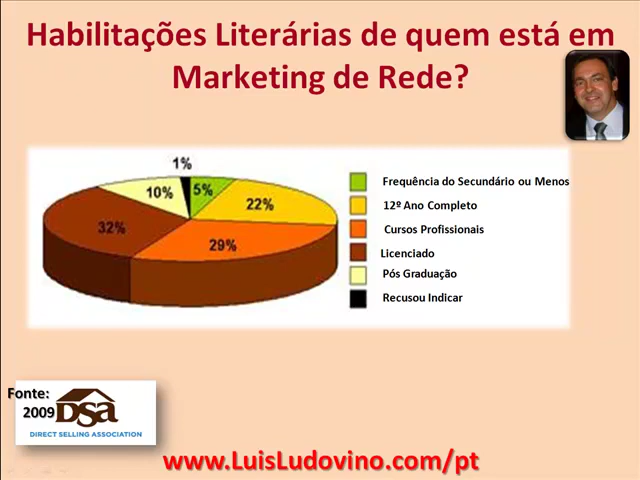 Habilitações Literárias de quem está em
Marketing de Rede?
1%
5%
10%
22%
32%
29%
Frequência do Secundário ou Menos
12º Ano Completo
Cursos Profissionais
Licenciado
Pós Graduação
Recusou Indicar
Fonte:
2009
DSa
DIRECT SELLING ASSOCIATION
www.LuisLudovino.com/pt